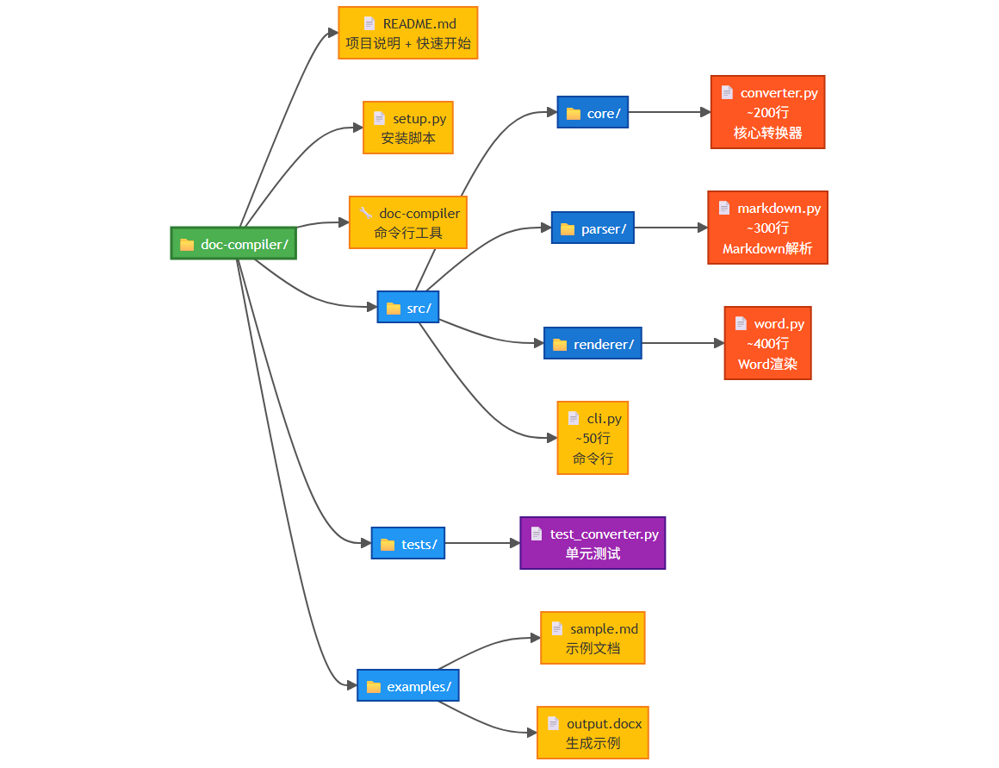 README.md
项目说明 + 快速开始
setup.py
安装脚本
doc-compiler
命令行工具
doc-compiler/
src/
core/
converter.py
~200行
核心转换器
parser/
markdown.py
~300行
Markdown解析
renderer/
word.py
~400行
Word渲染
cli.py
~50行
命令行
tests/
test_converter.py
单元测试
examples/
sample.md
示例文档
output.docx
生成示例